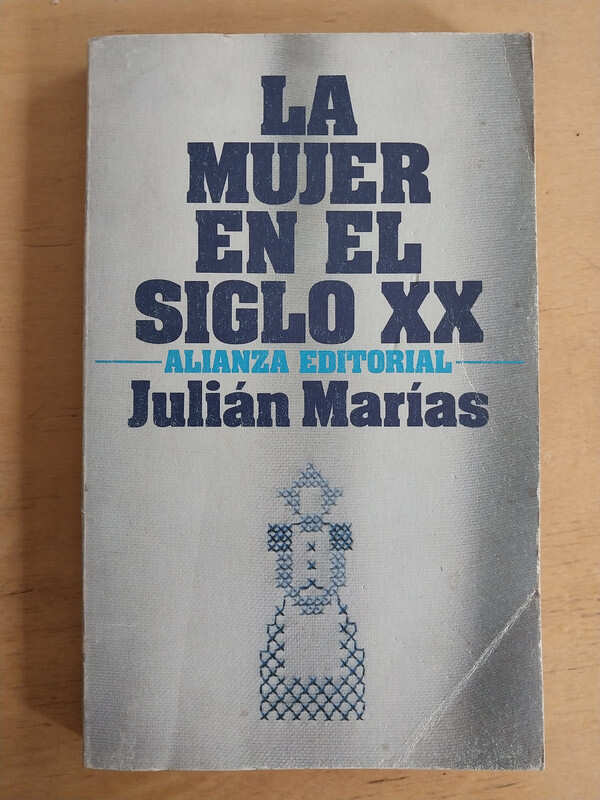 LA
MUJER
EN EL
SIGLO XX
ALIANZA EDITORIAL
Julián Marías